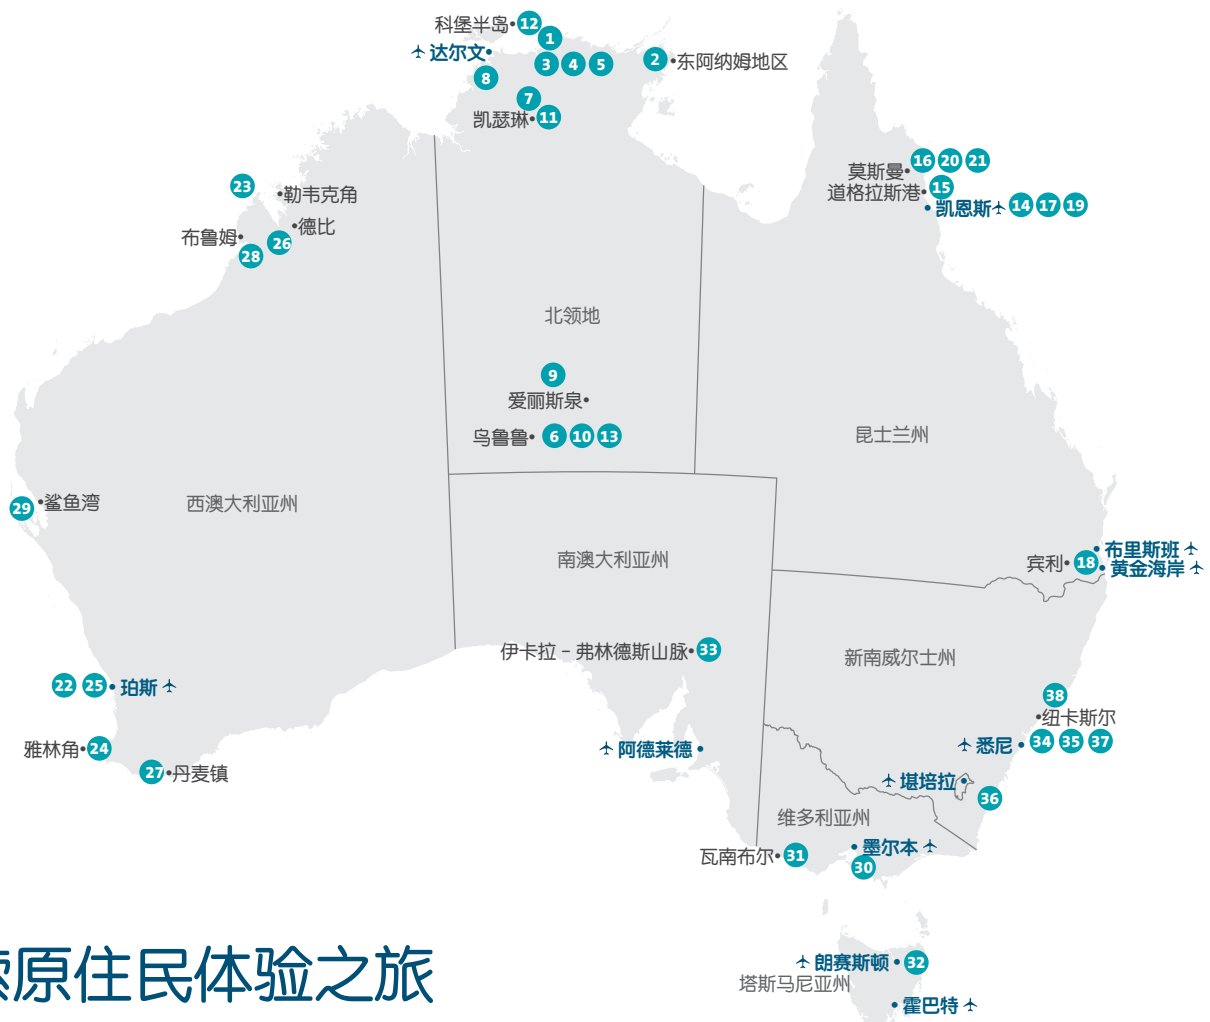 科堡半岛
12
1
达尔文
3
4
5
2
东阿纳姆地区
8
7
凯瑟琳
11
莫斯曼
16
20
21
道格拉斯港
15
凯恩斯
14
17
19
23
勒韦克角
德比
布鲁姆
26
28
北领地
9
爱丽斯泉
乌鲁鲁
6
10
13
昆士兰州
29
鲨鱼湾
西澳大利亚州
南澳大利亚州
布里斯班
宾利
18
黄金海岸
伊卡拉 – 弗林德斯山脉
33
新南威尔士州
22
25
珀斯
38
纽卡斯尔
雅林角
24
阿德莱德
悉尼
34
35
37
27
丹麦镇
堪培拉
36
维多利亚州
瓦南布尔
31
墨尔本
30
索原住民体验之旅
朗赛斯顿
32
塔斯马尼亚州
霍巴特